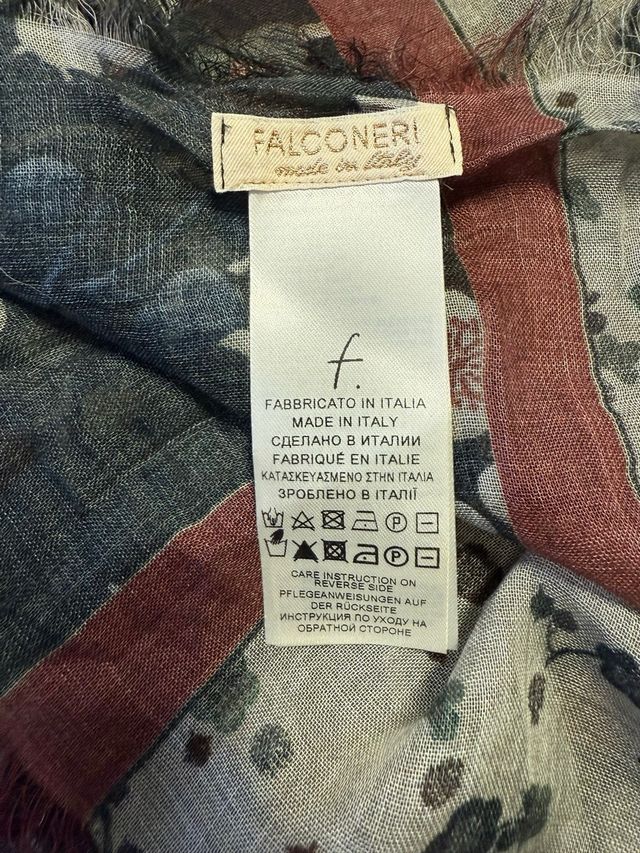 FALCONERI
made in Italy
f.
FABBRICATO IN ITALIA
MADE IN ITALY
СДЕЛАНО В ИТАЛИИ
FABRIQUÉ EN ITALIE
ΚΑΤΑΣΚΕΥΑΣΜΕΝΟ ΣΤΗΝ ΙΤΑΛΙΑ
ЗРОБЛЕНО В ІТАЛІЇ
P
P
CARE INSTRUCTION ON
REVERSE SIDE
PFLEGEANWEISUNGEN AUF
DER RÜCKSEITE
ИНСТРУКЦИЯ ПО УХОДУ НА
ОБРАТНОЙ СТОРОНЕ